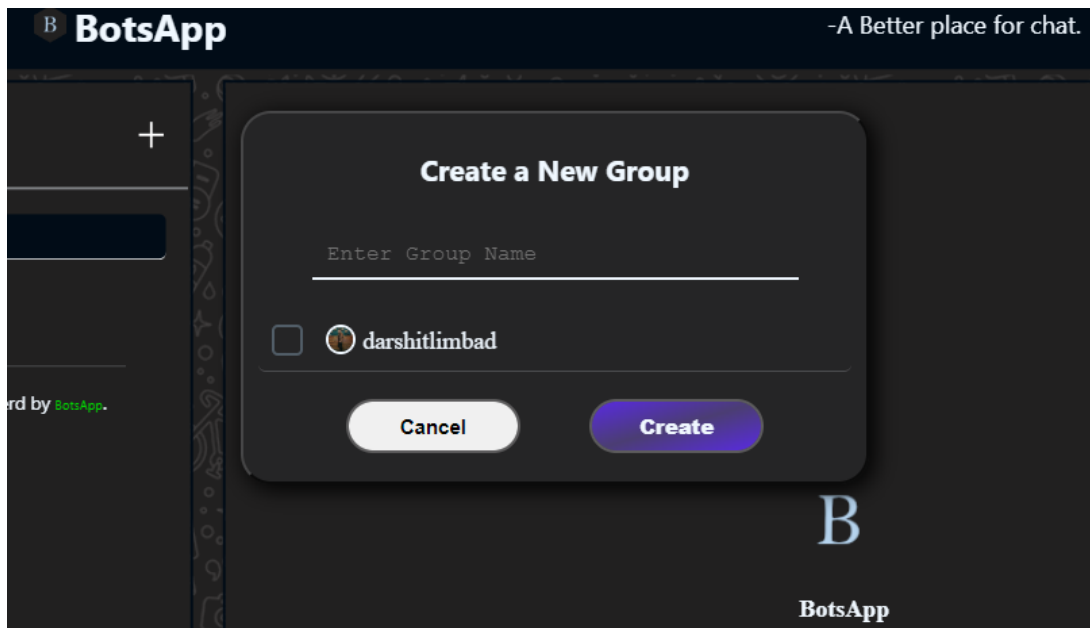 B BotsApp
-A Better place for chat.
+
Create a New Group
Enter Group Name
darshitlimbad
Cancel
Create
rd by BotsApp.
B
BotsApp